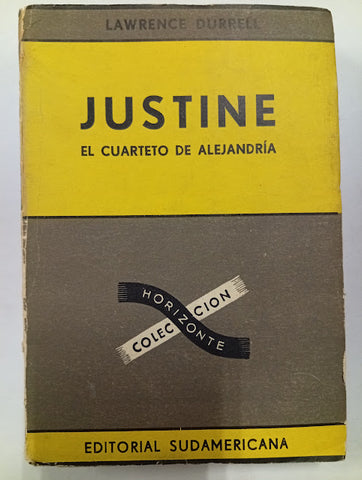 LAWRENCE DURRELL
JUSTINE
EL CUARTETO DE ALEJANDRÍA
COLECCION
HORIZONTE
EDITORIAL SUDAMERICANA